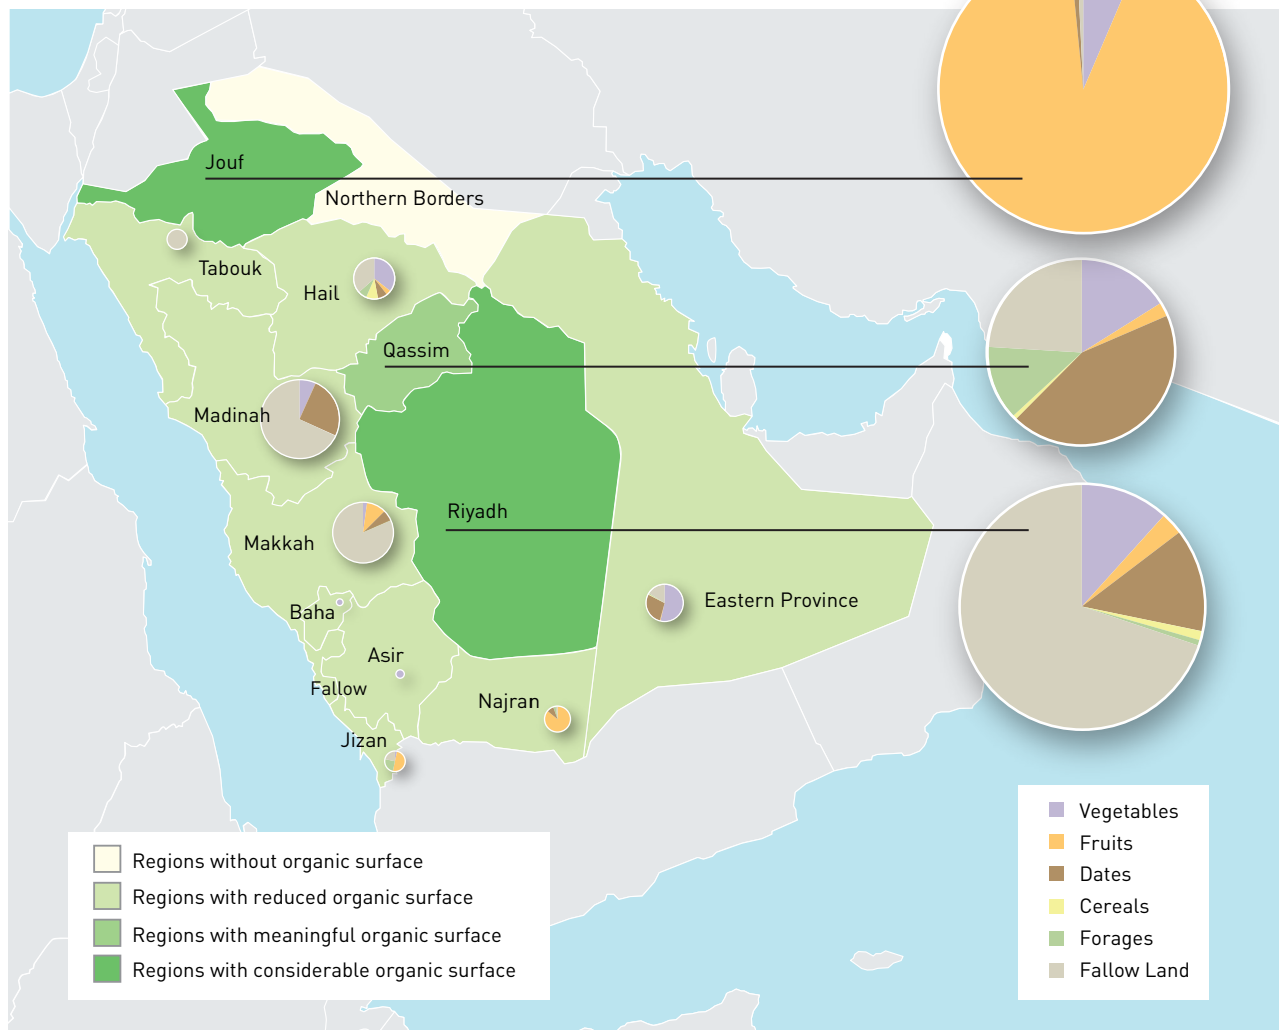 Jouf
Northern Borders
Tabouk
Hail
Qassim
Madinah
Riyadh
Makkah
Eastern Province
Baha
Asir
Fallow
Najran
Jizan
Regions without organic surface
Regions with reduced organic surface
Regions with meaningful organic surface
Regions with considerable organic surface
Vegetables
Fruits
Dates
Cereals
Forages
Fallow Land